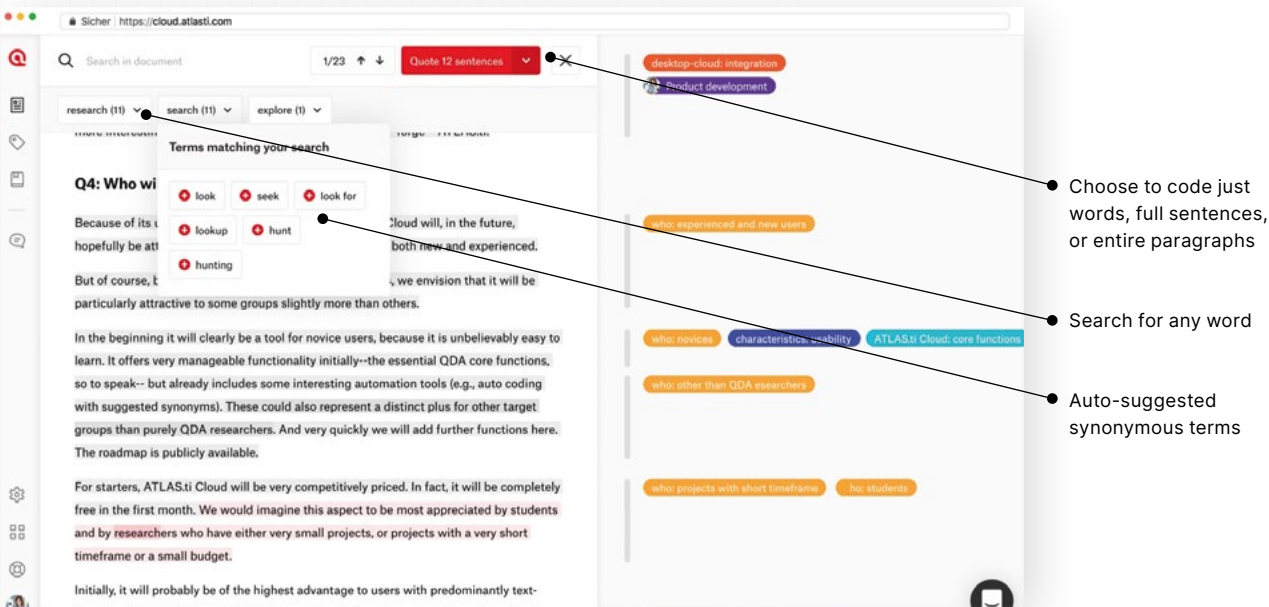 Sicher | https://cloud.atlasti.com
Search in document
1/23
Quote 12 sentences
research (11)
search (11)
explore (1)
Terms matching your search
look
seek
look for
lookup
hunt
hunting
more
forge – ATLAS.ti.
Q4: Who wi
Because of its
Cloud will, in the future,
hopefully be att
both new and experienced.
But of course, b
, we envision that it will be
particularly attractive to some groups slightly more than others.
In the beginning it will clearly be a tool for novice users, because it is unbelievably easy to
learn. It offers very manageable functionality initially--the essential QDA core functions,
so to speak-- but already includes some interesting automation tools (e.g., auto coding
with suggested synonyms). These could also represent a distinct plus for other target
groups than purely QDA researchers. And very quickly we will add further functions here.
The roadmap is publicly available.
For starters, ATLAS.ti Cloud will be very competitively priced. In fact, it will be completely
free in the first month. We would imagine this aspect to be most appreciated by students
and by researchers who have either very small projects, or projects with a very short
timeframe or a small budget.
Initially, it will probably be of the highest advantage to users with predominantly text-
desktop-cloud: integration
Product development
who: experienced and new users
who: novices
characteristics: usability
ATLAS.ti Cloud: core functions
who: other than QDA esearchers
who: projects with short timeframe
ho: students
Choose to code just
words, full sentences,
or entire paragraphs
Search for any word
Auto-suggested
synonymous terms